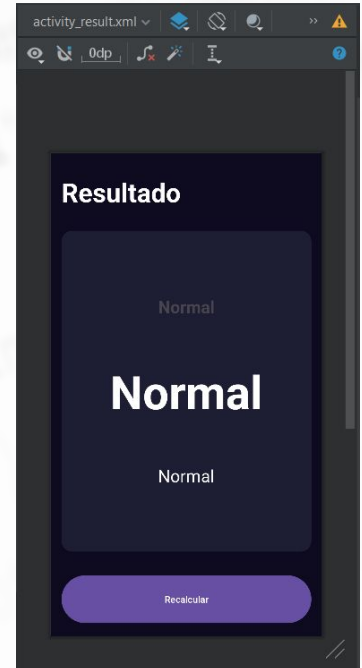 activity_result.xml
0dp
Resultado
Normal
Normal
Normal
Recalcular